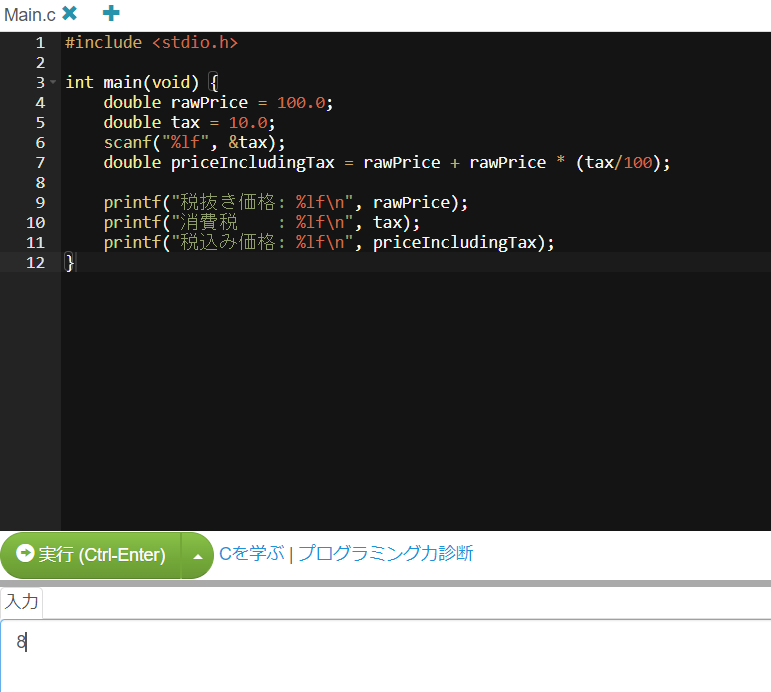 Main.c
1 #include <stdio.h>
2
3 int main(void) {
4     double rawPrice = 100.0;
5     double tax = 10.0;
6     scanf("%lf", &tax);
7     double priceIncludingTax = rawPrice + rawPrice * (tax/100);
8
9     printf("税抜き価格: %lf\n", rawPrice);
10     printf("消費税    : %lf\n", tax);
11     printf("税込み価格: %lf\n", priceIncludingTax);
12 }
実行 (Ctrl-Enter) Cを学ぶ | プログラミング力診断
入力
8